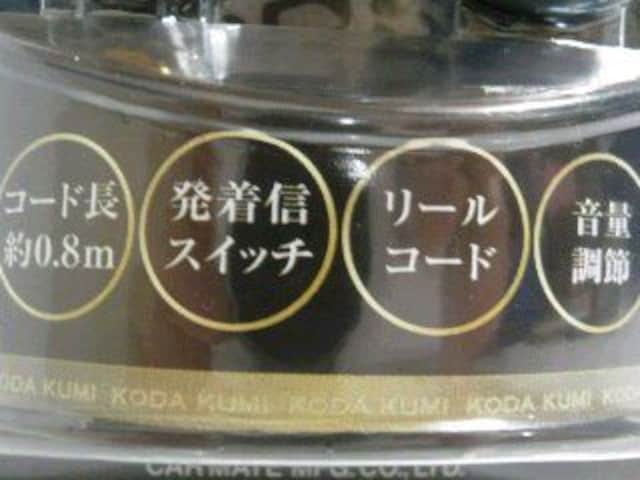 コード長
約0.8m
発着信
スイッチ
リール
コード
音量
調節
KODA KUMI KODA KUMI KODA KUMI KODA KUMI
CAR MATE MFG.CO.,LTD.